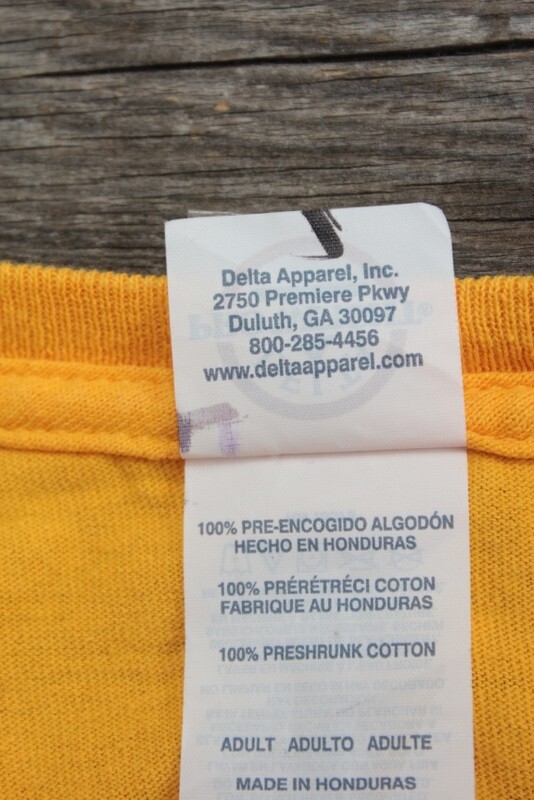 Delta Apparel, Inc.
2750 Premiere Pkwy
Duluth, GA 30097
800-285-4456
www.deltaapparel.com
100% PRE-ENCOGIDO ALGODÓN
HECHO EN HONDURAS
100% PRÉRÉTRÉCI COTON
FABRIQUE AU HONDURAS
100% PRESHRUNK COTTON
ADULT ADULTO ADULTE
MADE IN HONDURAS